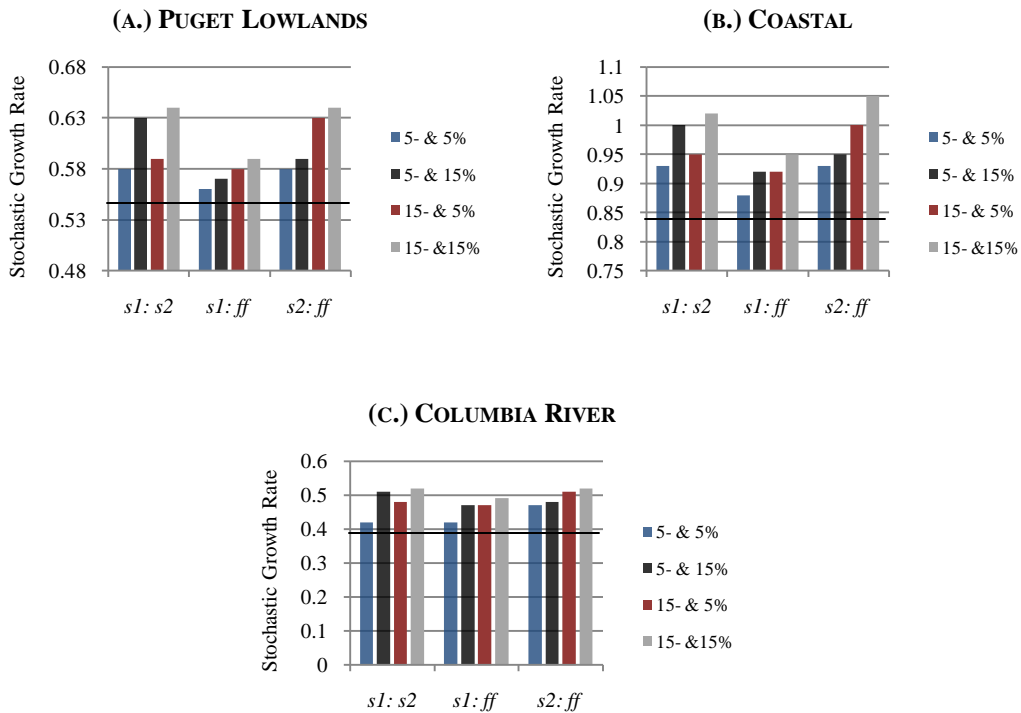 (A.) PUGET LOWLANDS
Stochastic Growth Rate
0.68
0.63
0.58
0.53
0.48
s1: s2
s1: ff
s2: ff
5- & 5%
5- & 15%
15- & 5%
15- &15%
(B.) COASTAL
Stochastic Growth Rate
1.1
1.05
1
0.95
0.9
0.85
0.8
0.75
s1: s2
s1: ff
s2: ff
5- & 5%
5- & 15%
15- & 5%
15- &15%
(C.) COLUMBIA RIVER
Stochastic Growth Rate
0.6
0.5
0.4
0.3
0.2
0.1
0
s1: s2
s1: ff
s2: ff
5- & 5%
5- & 15%
15- & 5%
15- &15%